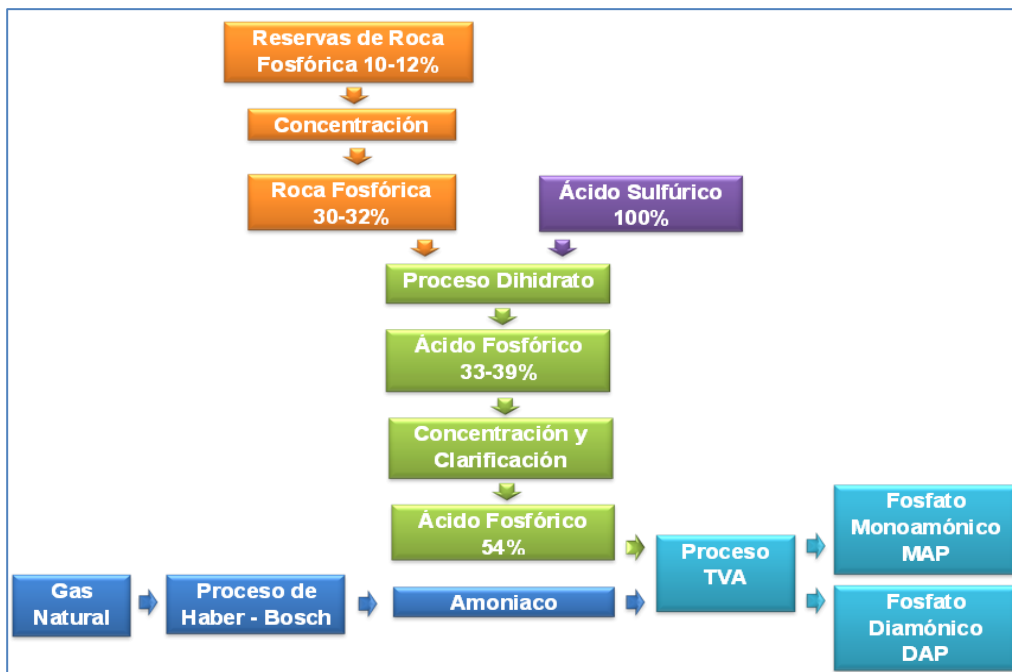 Reservas de Roca
Fosfórica 10-12%
Concentración
Roca Fosfórica
30-32%
Ácido Sulfúrico
100%
Proceso Dihidrato
Ácido Fosfórico
33-39%
Concentración y
Clarificación
Ácido Fosfórico
54%
Gas
Natural
Proceso de
Haber - Bosch
Amoniaco
Proceso
TVA
Fosfato
Monoamónico
MAP
Fosfato
Diamónico
DAP